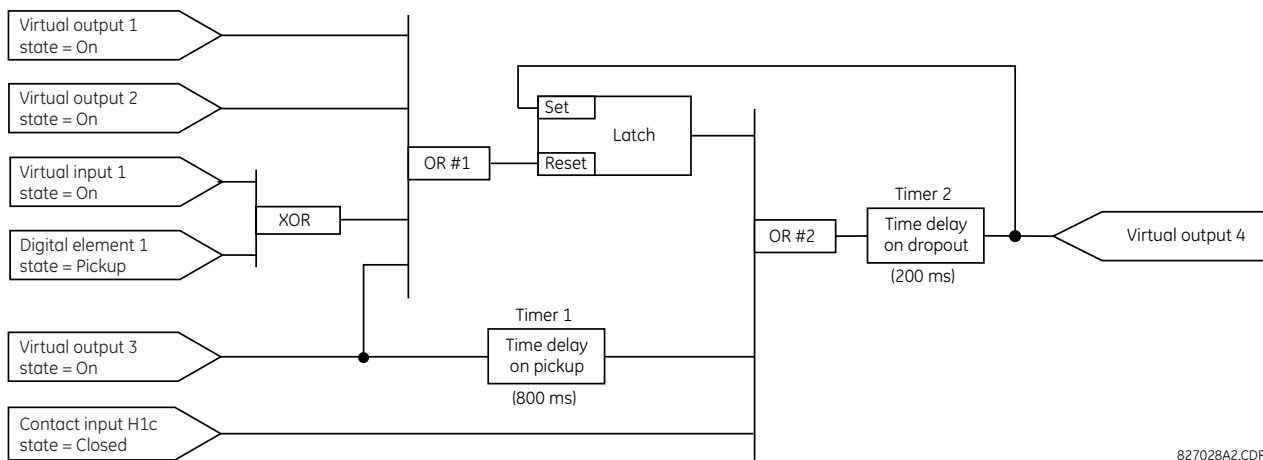 Virtual output 1
state = On
Virtual output 2
state = On
Virtual input 1
state = On
Digital element 1
state = Pickup
Virtual output 3
state = On
Contact input H1c
state = Closed
XOR
OR #1
Set
Latch
Reset
Timer 1
Time delay
on pickup
(800 ms)
OR #2
Timer 2
Time delay
on dropout
(200 ms)
Virtual output 4
827028A2.CDR